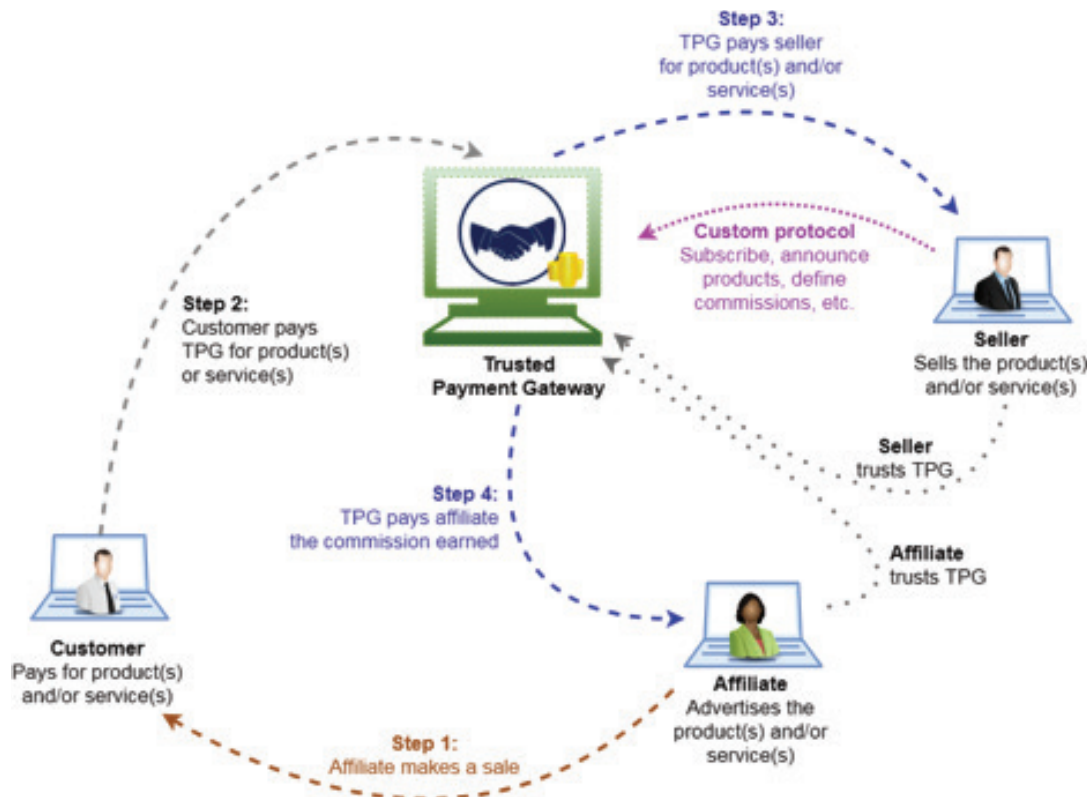 Step 3:
TPG pays seller
for product(s) and/or
service(s)
Custom protocol
Subscribe, announce
products, define
commissions, etc.
Step 2:
Customer pays
TPG for product(s)
or service(s)
Trusted
Payment Gateway
Seller
Sells the product(s)
and/or service(s)
Seller
trusts TPG
Step 4:
TPG pays affiliate
the commission earned
Affiliate
trusts TPG
Customer
Pays for product(s)
and/or service(s)
Affiliate
Advertises the
product(s) and/or
service(s)
Step 1:
Affiliate makes a sale